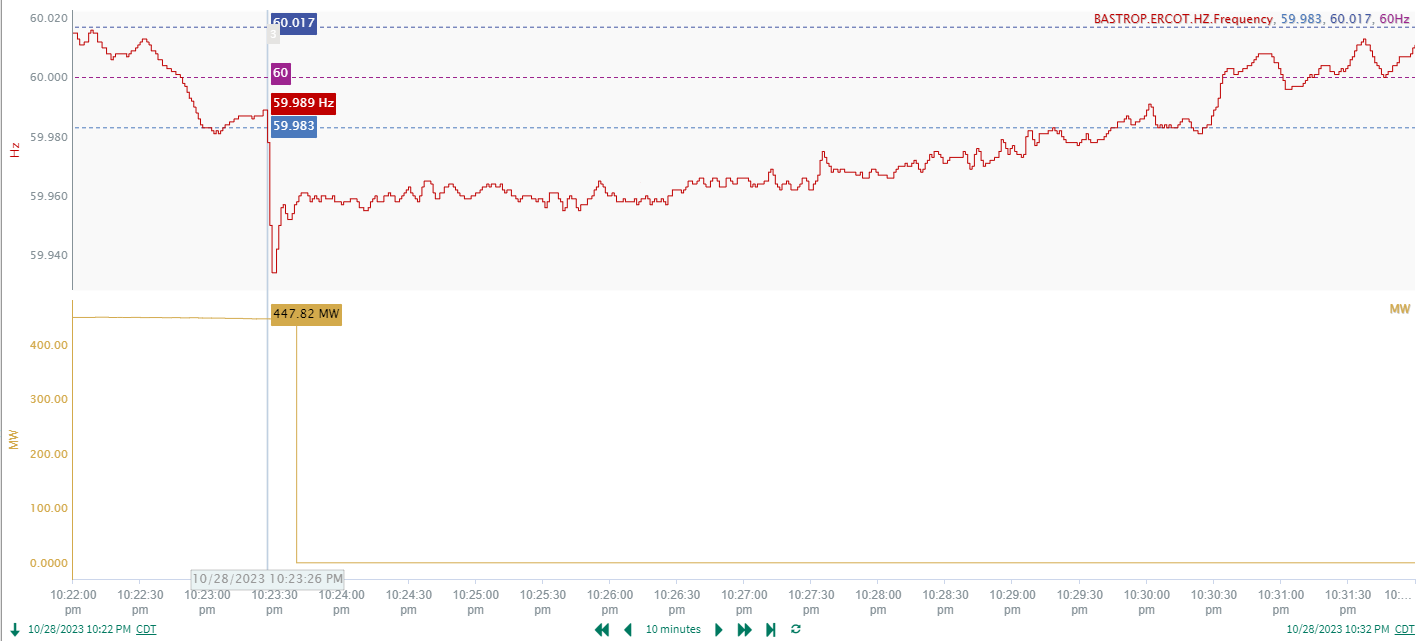 60.020
60.017
BASTROP.ERCOT.HZ.Frequency, 59.983, 60.017, 60Hz
3
60.000
60
59.989 Hz
59.983
59.980
Hz
59.960
59.940
447.82 MW
MW
400.00
300.00
MW
200.00
100.00
0.0000
10/28/2023 10:23:26 PM
10:22:00 pm
10:22:30 pm
10:23:00 pm
10:23:30 pm
10:24:00 pm
10:24:30 pm
10:25:00 pm
10:25:30 pm
10:26:00 pm
10:26:30 pm
10:27:00 pm
10:27:30 pm
10:28:00 pm
10:28:30 pm
10:29:00 pm
10:29:30 pm
10:30:00 pm
10:30:30 pm
10:31:00 pm
10:31:30 pm
10:...
10/28/2023 10:22 PM CDT
10 minutes
10/28/2023 10:32 PM CDT